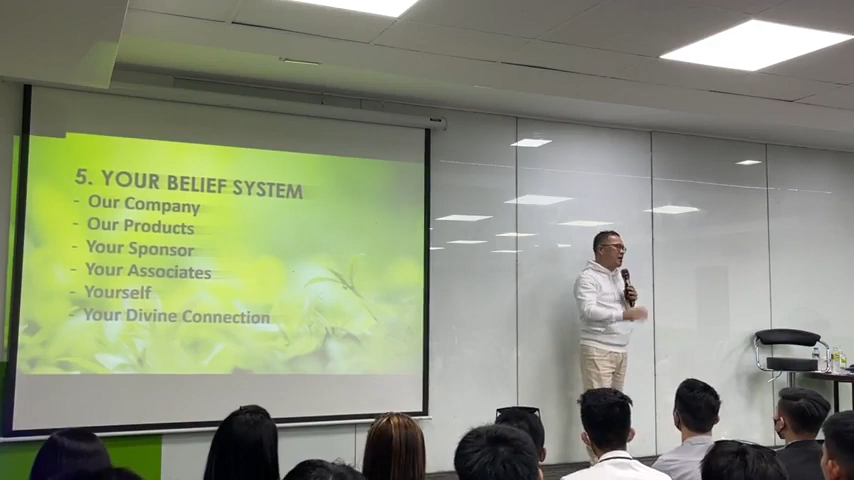 5. YOUR BELIEF SYSTEM
- Our Company
- Our Products
- Your Sponsor
- Your Associates
- Yourself
- Your Divine Connection